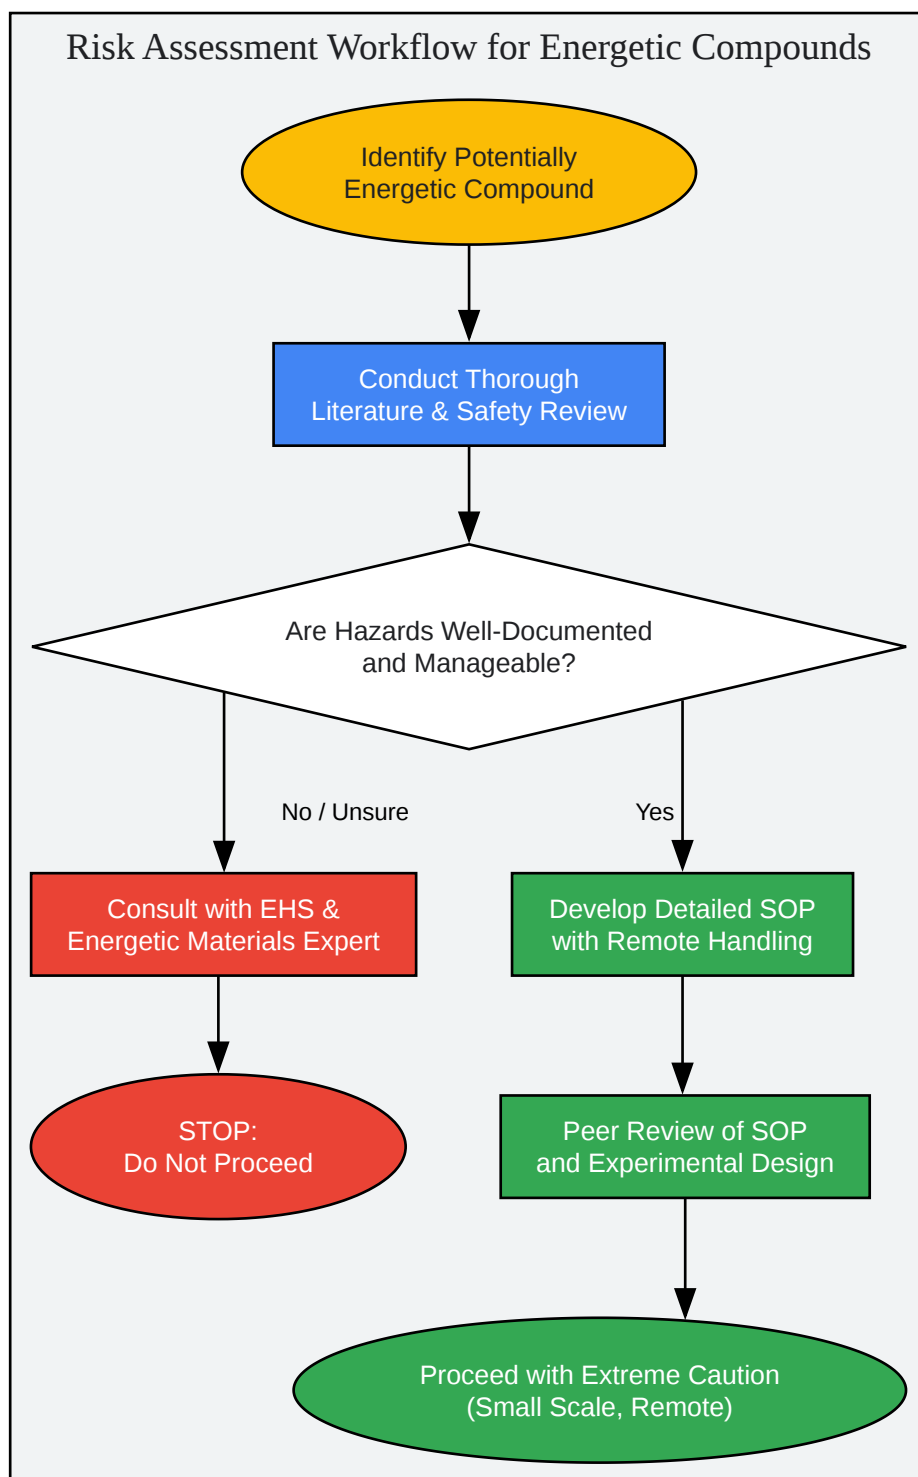 Risk Assessment Workflow for Energetic Compounds
Identify Potentially
Energetic Compound
Conduct Thorough
Literature & Safety Review
Are Hazards Well-Documented
and Manageable?
No / Unsure
Yes
Consult with EHS &
Energetic Materials Expert
Develop Detailed SOP
with Remote Handling
STOP:
Do Not Proceed
Peer Review of SOP
and Experimental Design
Proceed with Extreme Caution
(Small Scale, Remote)